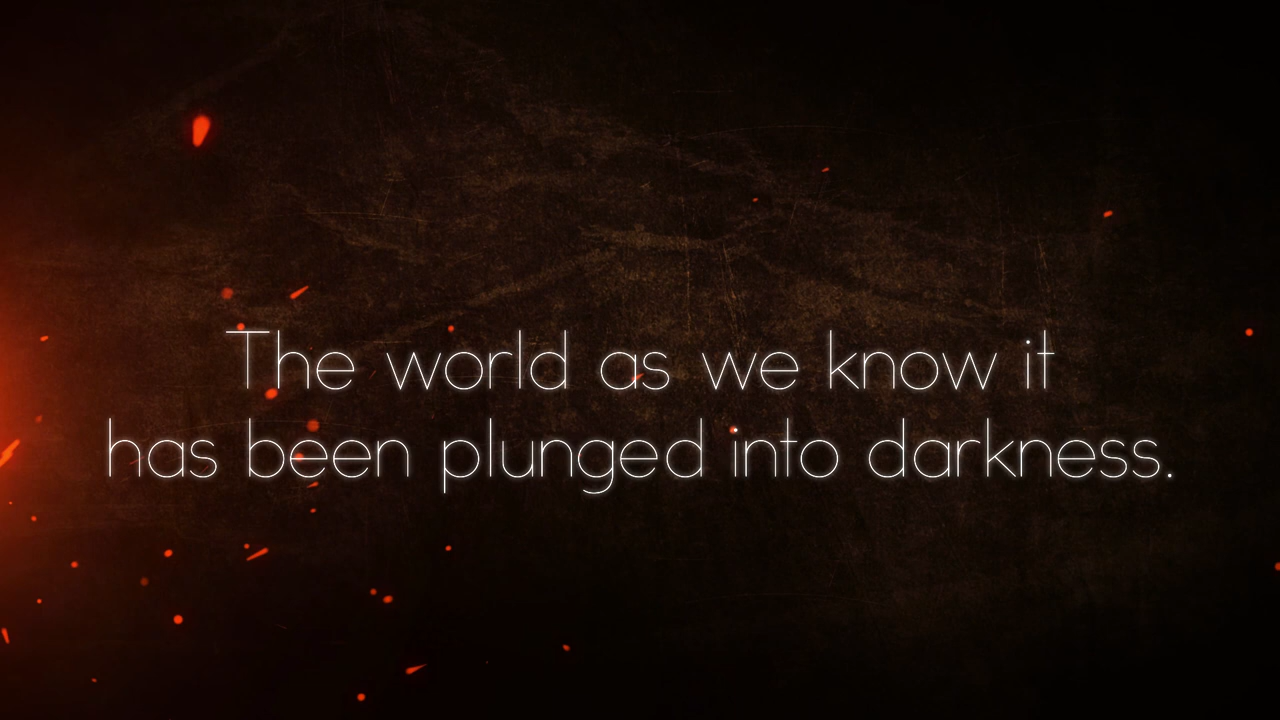 The world as we know it
has been plunged into darkness.